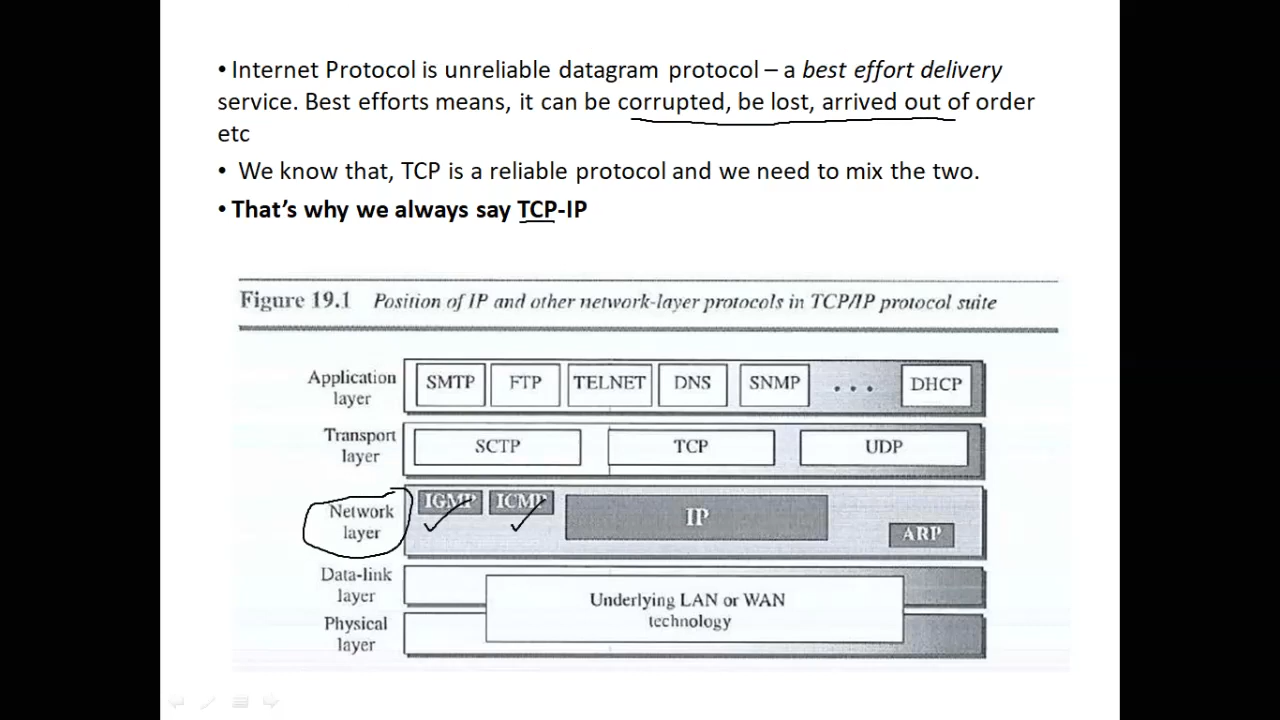 • Internet Protocol is unreliable datagram protocol – a best effort delivery
service. Best efforts means, it can be corrupted, be lost, arrived out of order
etc
• We know that, TCP is a reliable protocol and we need to mix the two.
• That’s why we always say TCP-IP
Figure 19.1 Position of IP and other network-layer protocols in TCP/IP protocol suite
Application
layer
SMTP FTP TELNET DNS SNMP ... DHCP
Transport
layer
SCTP TCP UDP
Network
layer
IGMP ICMP IP ARP
Data-link
layer
Physical
layer
Underlying LAN or WAN
technology